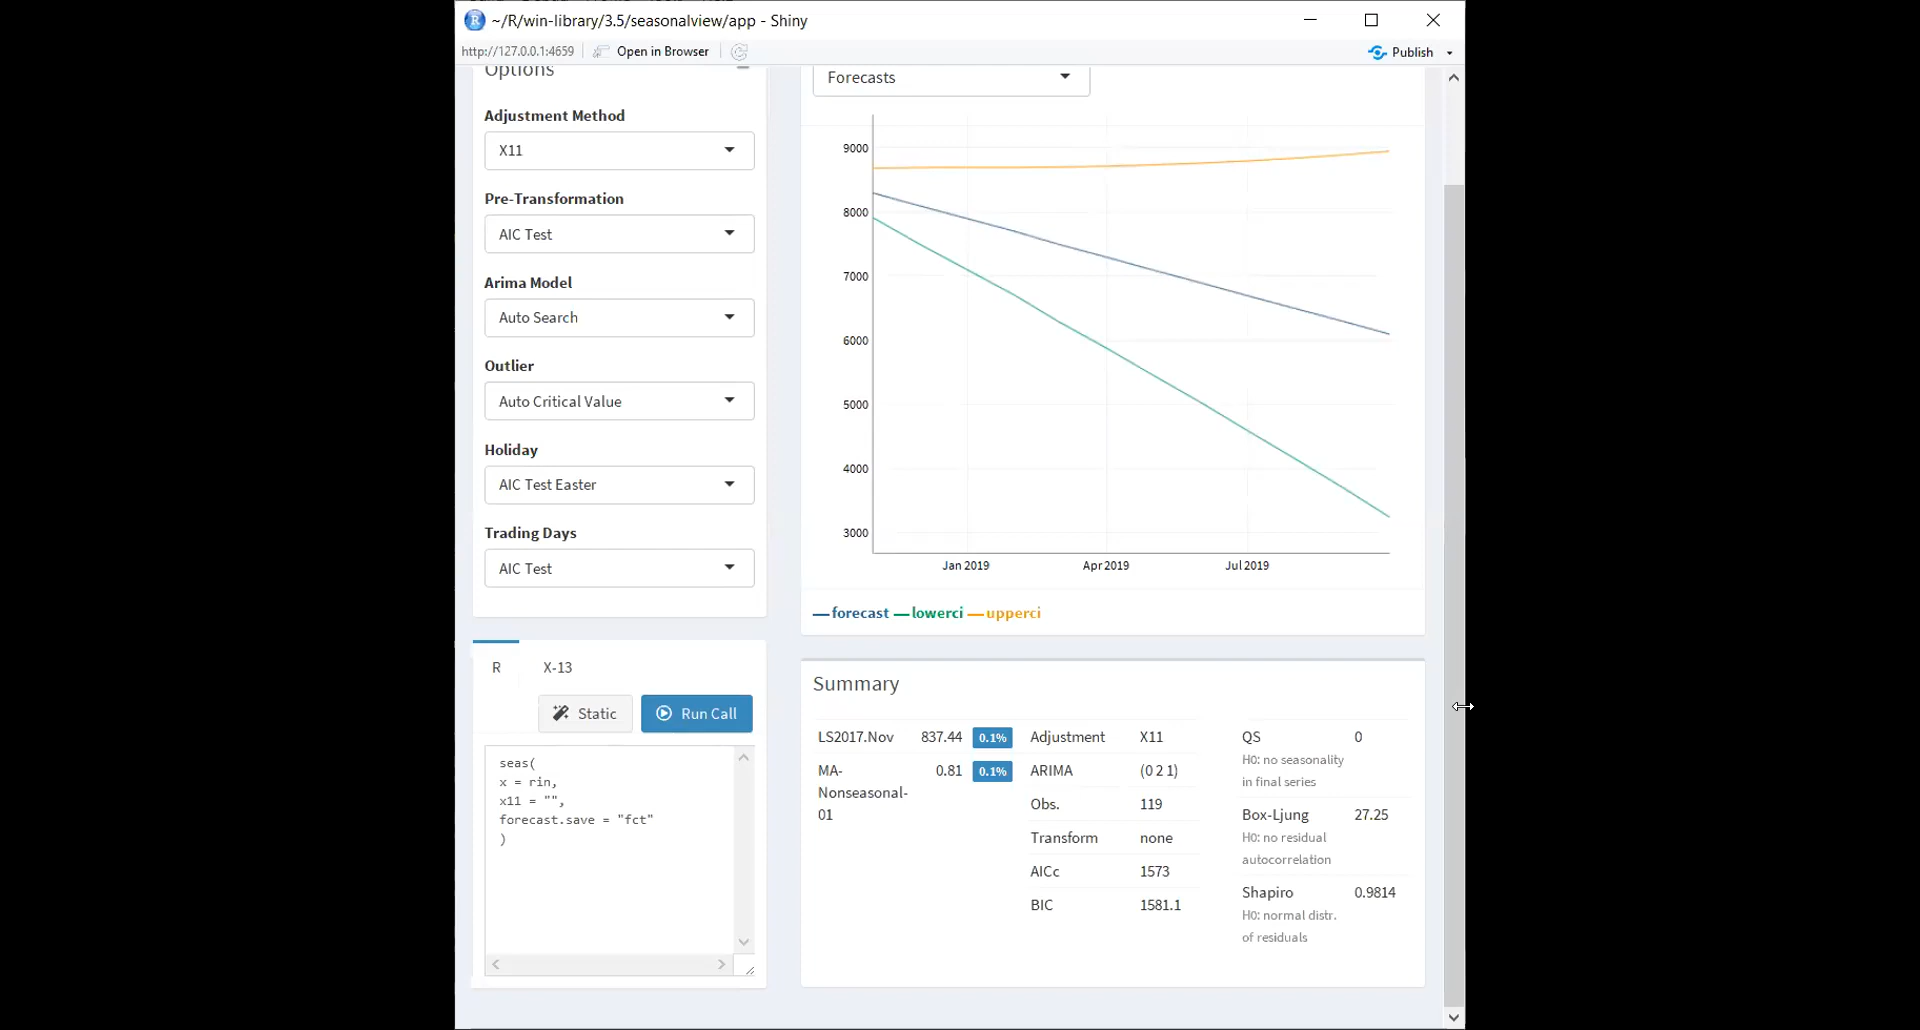 ~/R/win-library/3.5/seasonalview/app - Shiny
http://127.0.0.1:4659
Open in Browser
Publish
Options
Adjustment Method
X11
Pre-Transformation
AIC Test
Arima Model
Auto Search
Outlier
Auto Critical Value
Holiday
AIC Test Easter
Trading Days
AIC Test
R
X-13
Static
Run Call
seas(
x = rin,
x11 = "",
forecast.save = "fct"
)
Forecasts
9000
8000
7000
6000
5000
4000
3000
Jan 2019
Apr 2019
Jul 2019
forecast lowerci upperci
Summary
LS2017.Nov 837.44 0.1%
MA- 0.81 0.1%
Nonseasonal-
01
Adjustment X11
ARIMA (0 2 1)
Obs. 119
Transform none
AICc 1573
BIC 1581.1
QS 0
H0: no seasonality
in final series
Box-Ljung 27.25
H0: no residual
autocorrelation
Shapiro 0.9814
H0: normal distr.
of residuals